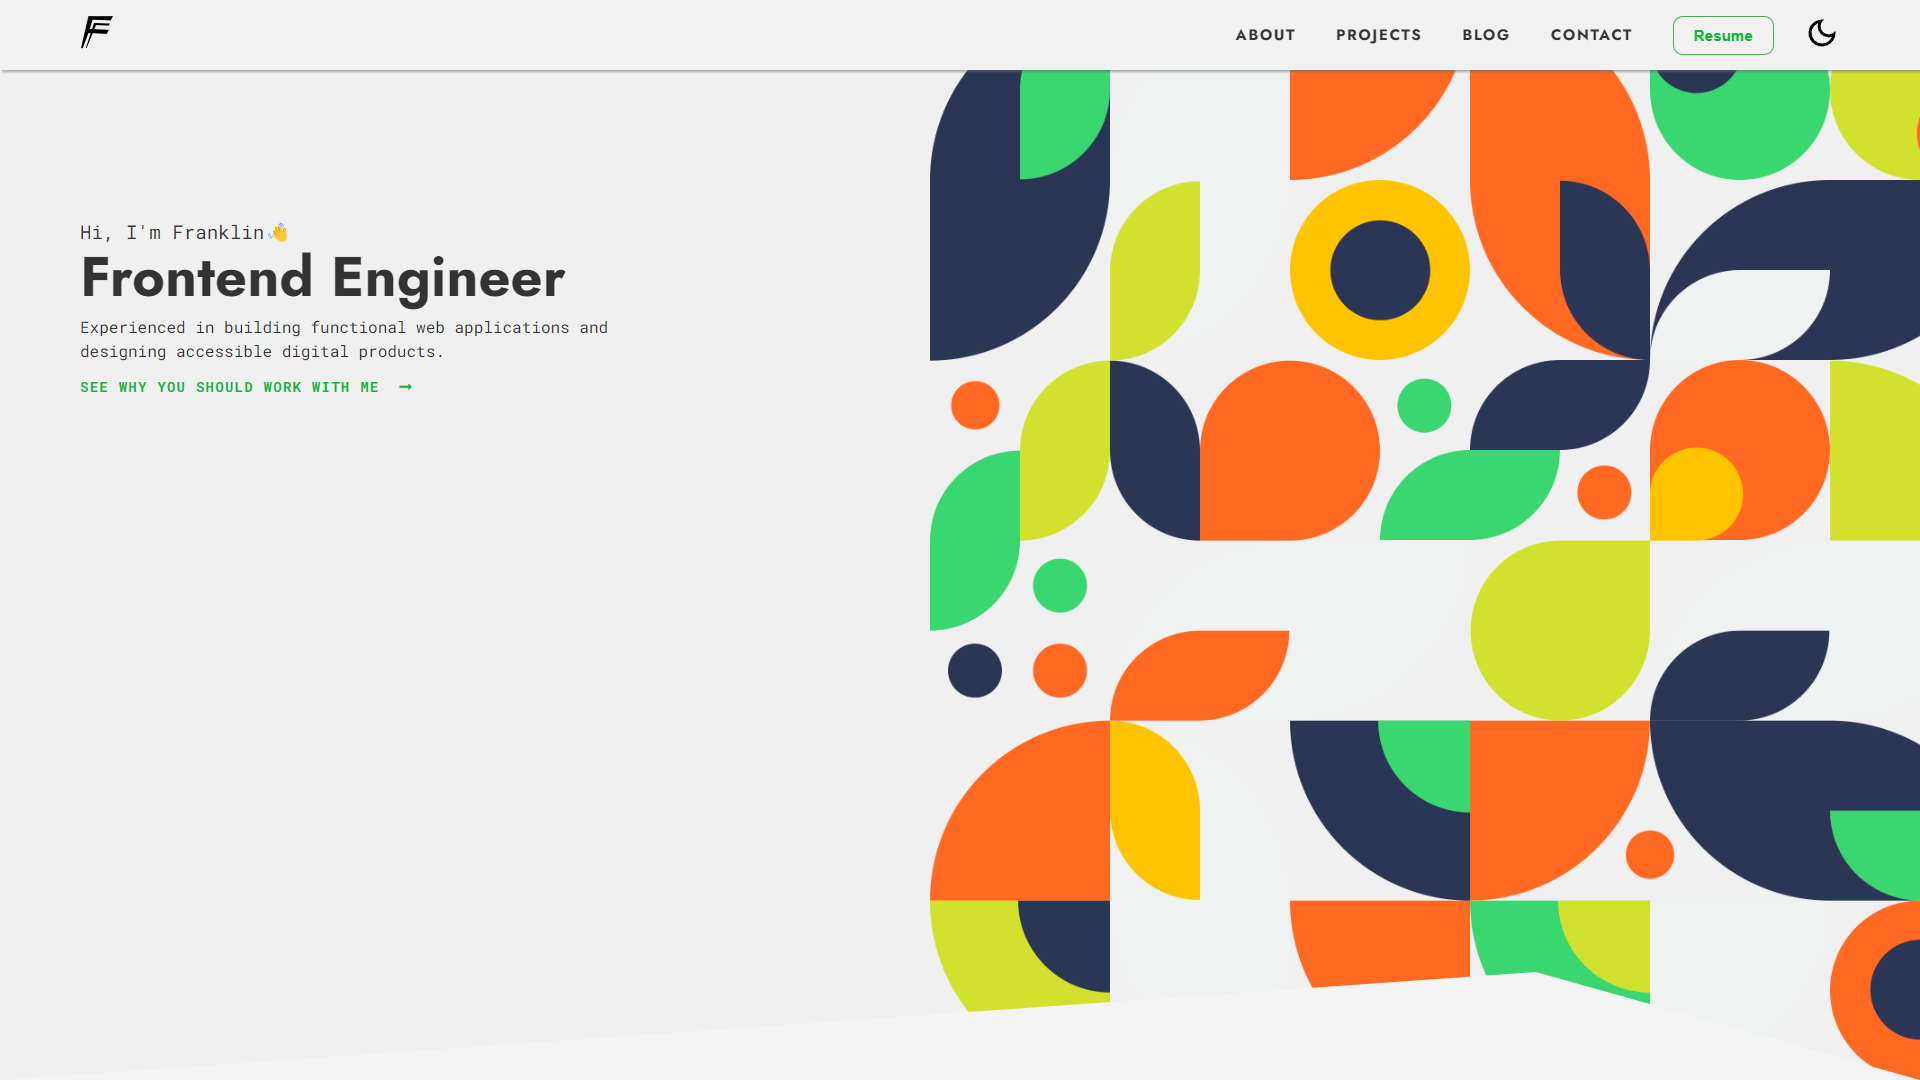 F
ABOUT
PROJECTS
BLOG
CONTACT
Resume
Hi, I'm Franklin👋
Frontend Engineer
Experienced in building functional web applications and
designing accessible digital products.
SEE WHY YOU SHOULD WORK WITH ME →